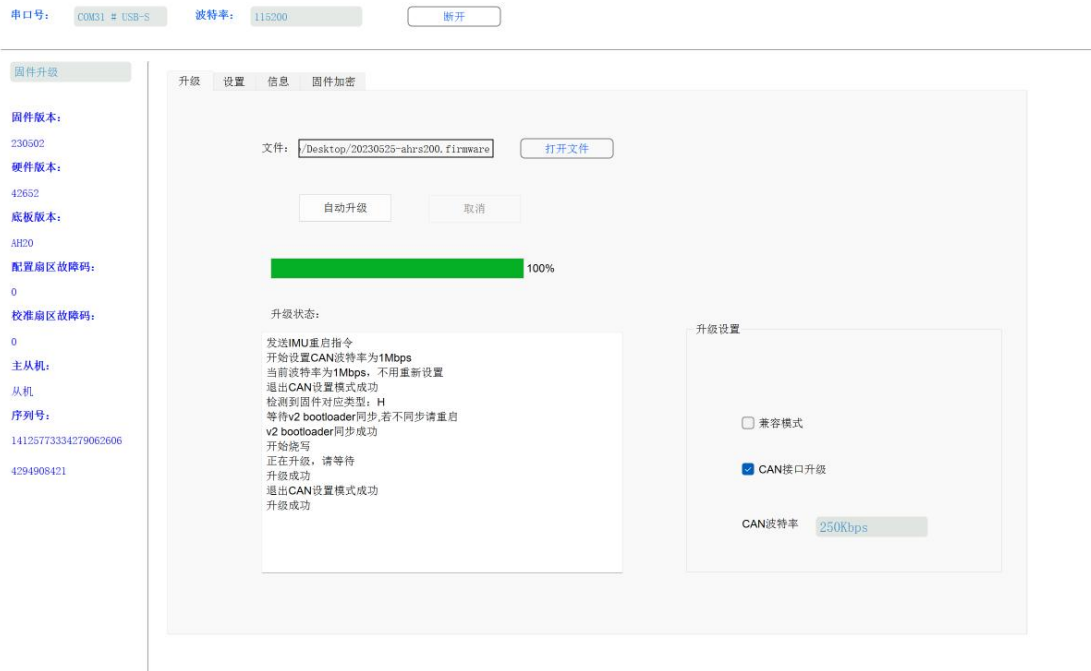 串口号： COM31 # USB-S 波特率： 115200 断开
固件升级
升级 设置 信息 固件加密
固件版本：
230502
硬件版本：
42652
底板版本：
AH20
配置扇区故障码：
0
校准扇区故障码：
0
主从机：
从机
序列号：
14125773334279062606
4294908421
文件： /Desktop/20230525-ahrs200.firmware 打开文件
自动升级 取消
100%
升级状态：
发送IMU重启指令
开始设置CAN波特率为1Mbps
当前波特率为1Mbps，不用重新设置
退出CAN设置模式成功
检测到固件对应类型：H
等待v2 bootloader同步,若不同步请重启
v2 bootloader同步成功
开始烧写
正在升级，请等待
升级成功
退出CAN设置模式成功
升级成功
升级设置
兼容模式
CAN接口升级
CAN波特率 250Kbps